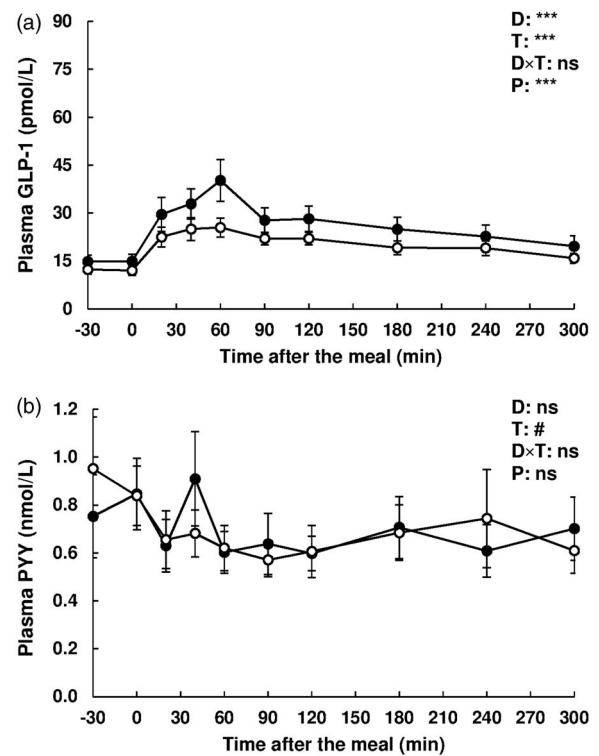 (a)
D: ***
T: ***
D×T: ns
P: ***
Plasma GLP-1 (pmol/L)
90
75
60
45
30
15
0
-30 0 30 60 90 120 150 180 210 240 270 300
Time after the meal (min)
(b)
D: ns
T: #
D×T: ns
P: ns
Plasma PYY (nmol/L)
1.2
1.0
0.8
0.6
0.4
0.2
0.0
-30 0 30 60 90 120 150 180 210 240 270 300
Time after the meal (min)